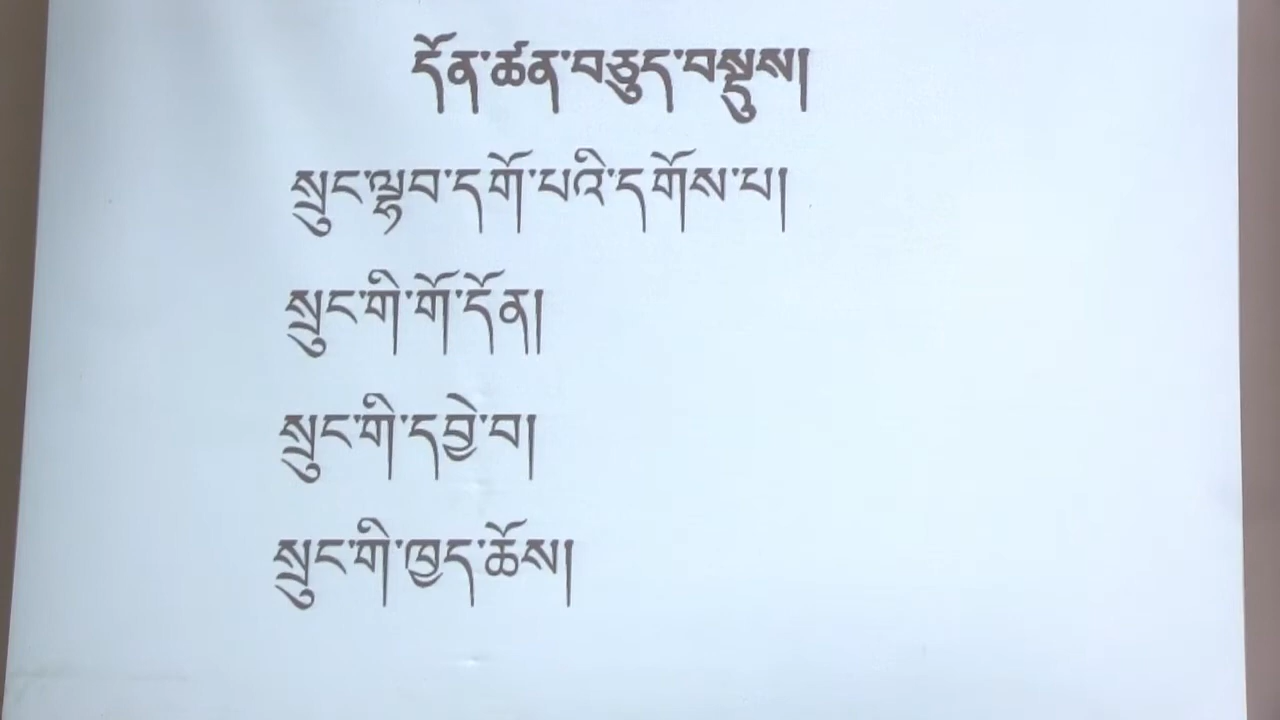 དོན་ཚན་བཅུད་བསྡུས།
སྲུང་ལྷབ་དགོ་པའི་དགོས་པ།
སྲུང་གི་གོ་དོན།
སྲུང་གི་དབྱེ་བ།
སྲུང་གི་ཁྱད་ཆོས།